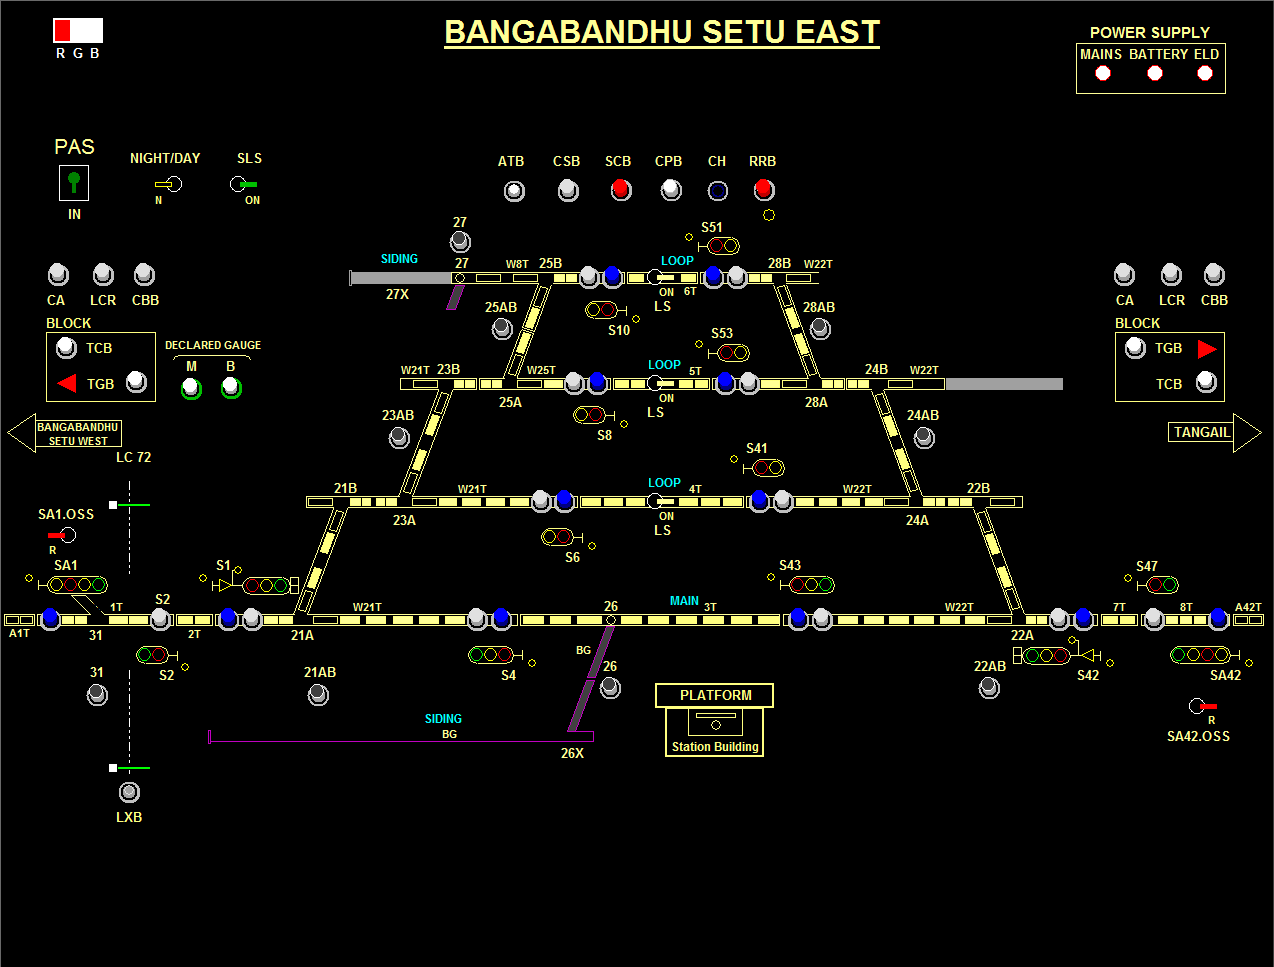 BANGABANDHU SETU EAST
R G B
POWER SUPPLY
MAINS BATTERY ELD
PAS
NIGHT/DAY
SLS
N
ON
IN
ATB CSB SCB CPB CH RRB
27
S51
SIDING
27
W8T
25B
LOOP
28B
W22T
27X
ON
6T
LS
CA LCR CBB
CA LCR CBB
25AB
S10
28AB
BLOCK
TCB
TGB
DECLARED GAUGE
M B
BLOCK
TGB
TCB
S53
W21T
23B
W25T
LOOP
5T
24B
W22T
25A
ON
LS
28A
23AB
S8
24AB
BANGABANDHU
SETU WEST
TANGAIL
LC 72
S41
21B
W21T
LOOP
4T
W22T
22B
23A
ON
LS
24A
SA1.OSS
R
S6
SA1
S1
S43
S47
1T
S2
W21T
26
MAIN
3T
W22T
7T
8T
A42T
A1T
31
2T
21A
22A
BG
S2
S4
S42
SA42
31
21AB
26
22AB
PLATFORM
Station Building
SIDING
BG
26X
R
SA42.OSS
LXB